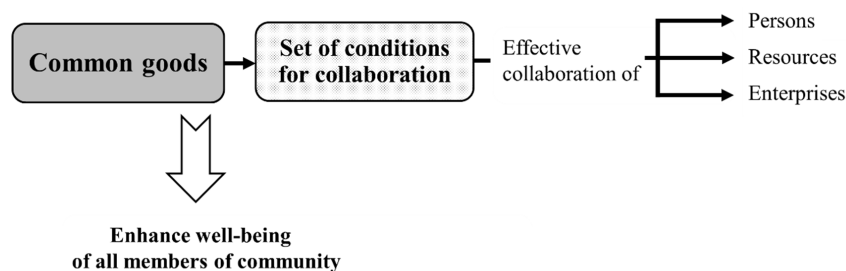 Common goods
Set of conditions
for collaboration
Effective
collaboration of
Persons
Resources
Enterprises
Enhance well-being
of all members of community